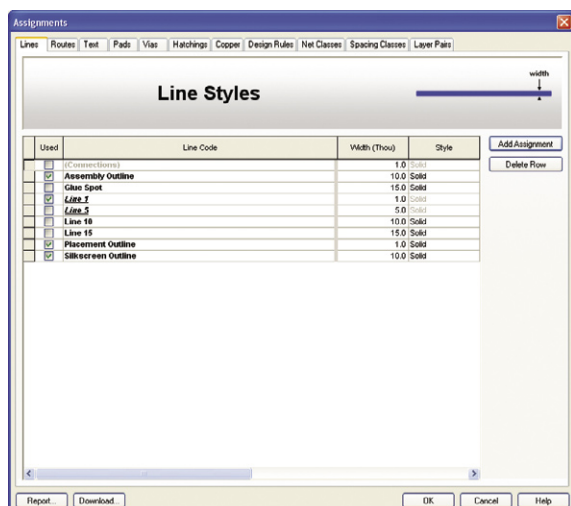 Assignments
Lines Routes Text Pads Vias Hatchings Copper Design Rules Net Classes Spacing Classes Layer Pairs
Line Styles
width
Used Line Code Width (Thou) Style
(Connections) 1.0 Solid
Assembly Outline 10.0 Solid
Glue Spot 15.0 Solid
Line 1 1.0 Solid
Line 5 5.0 Solid
Line 10 10.0 Solid
Line 15 15.0 Solid
Placement Outline 1.0 Solid
Silkscreen Outline 10.0 Solid
Add Assignment
Delete Row
Report... Download... OK Cancel Help